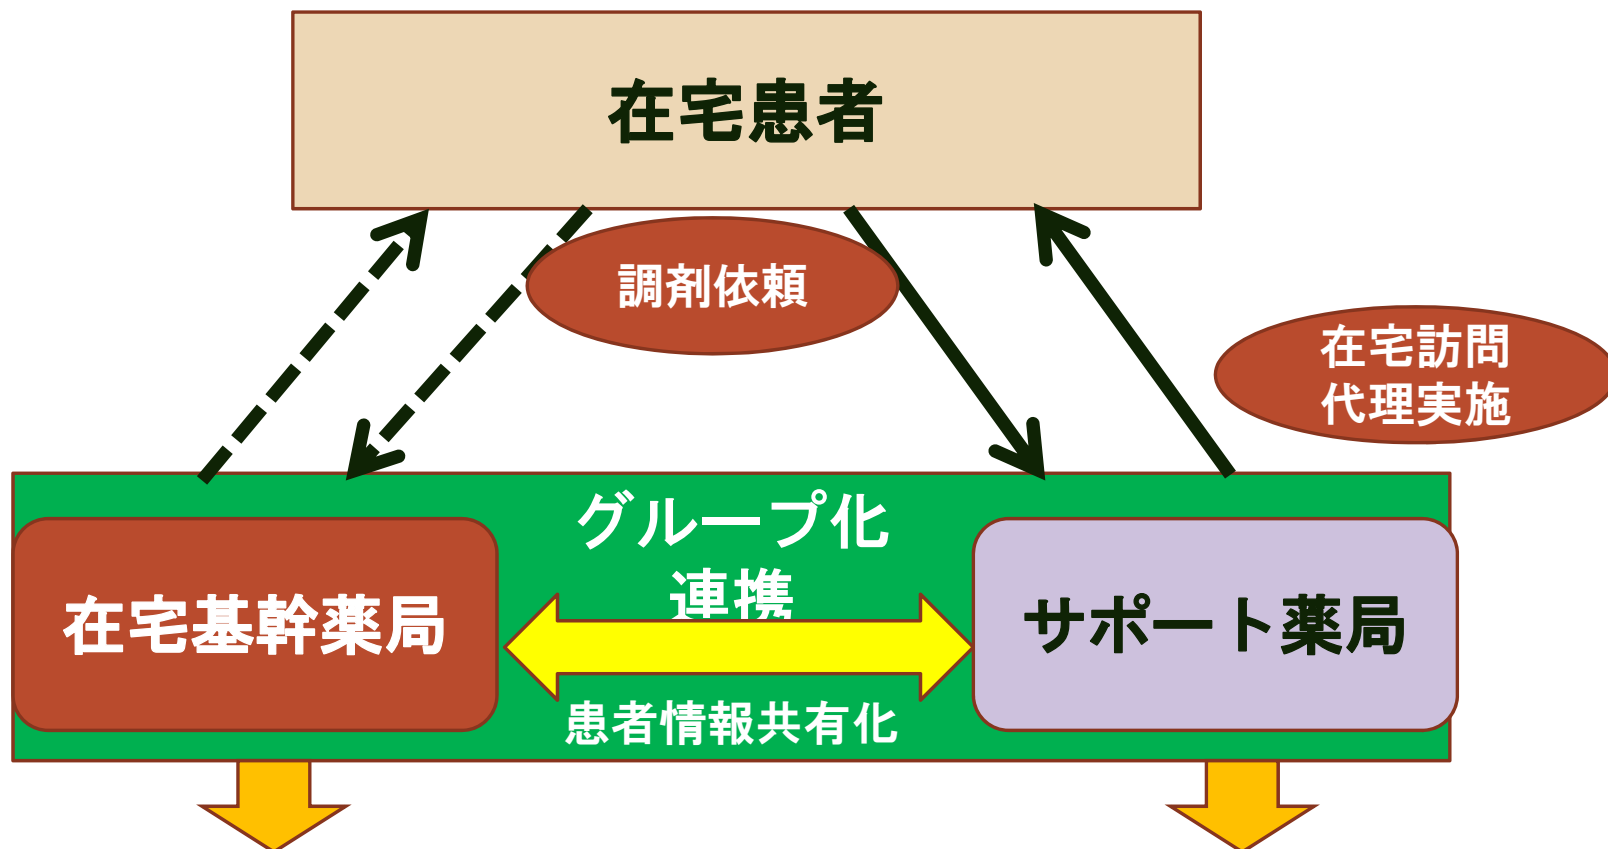 在宅患者
調剤依頼
在宅訪問
代理実施
グループ化
連携
在宅基幹薬局
サポート薬局
患者情報共有化